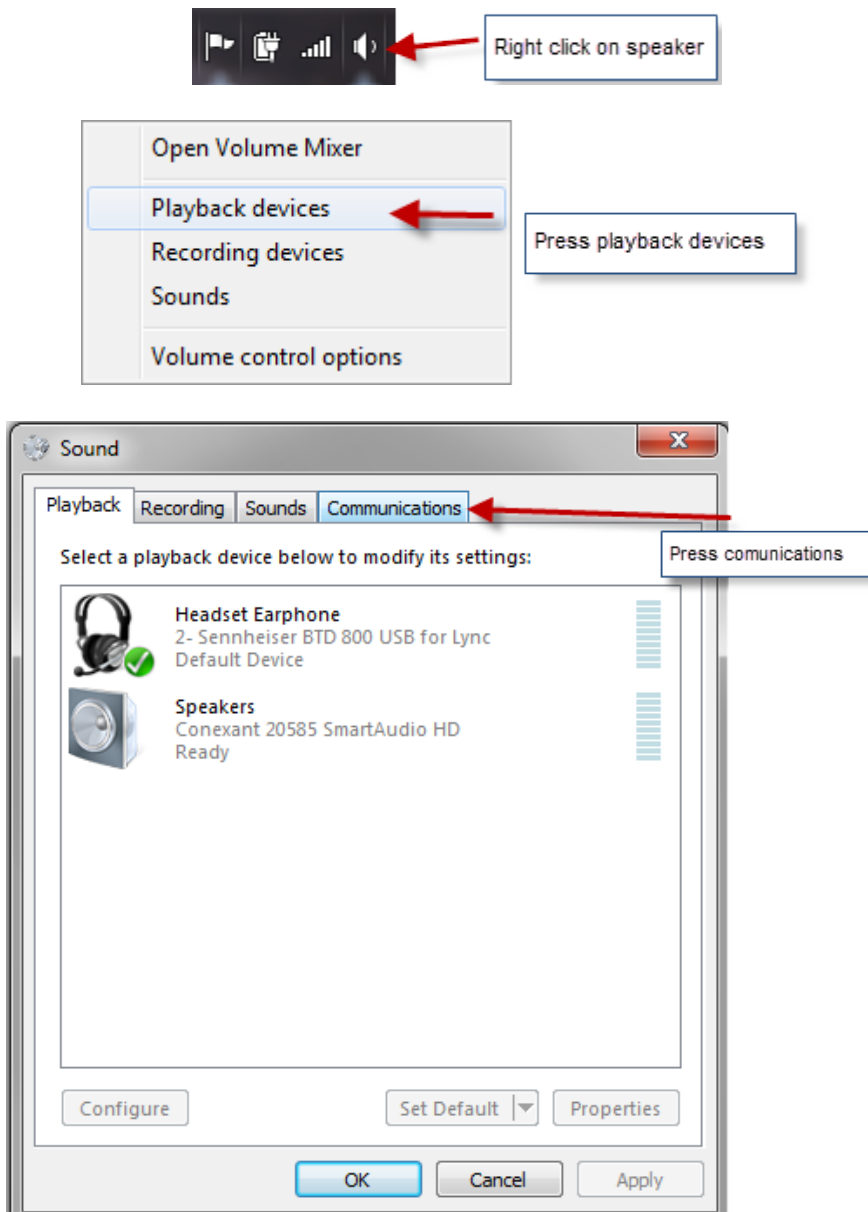 Right click on speaker
Open Volume Mixer
Playback devices
Recording devices
Sounds
Volume control options
Press playback devices
Sound
Playback Recording Sounds Communications
Press comunications
Select a playback device below to modify its settings:
Headset Earphone
2- Sennheiser BTD 800 USB for Lync
Default Device
Speakers
Conexant 20585 SmartAudio HD
Ready
Configure Set Default Properties
OK Cancel Apply